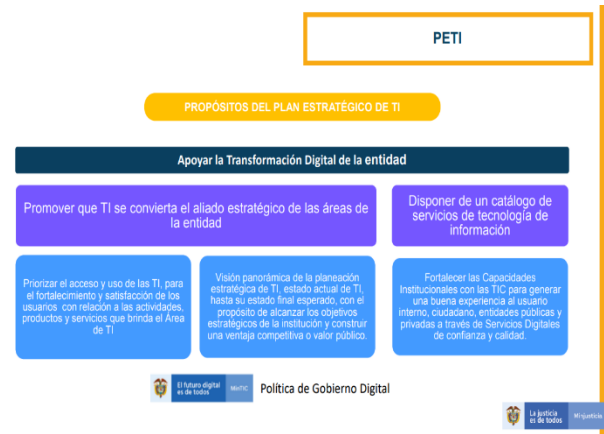 PETI
PROPÓSITOS DEL PLAN ESTRATÉGICO DE TI
Apoyar la Transformación Digital de la entidad
Promover que TI se convierta el aliado estratégico de las áreas de
la entidad
Disponer de un catálogo de
servicios de tecnología de
información
Priorizar el acceso y uso de las TI, para
el fortalecimiento y satisfacción de los
usuarios con relación a las actividades,
productos y servicios que brinda el Área
de TI
Visión panorámica de la planeación
estratégica de TI, estado actual de TI,
hasta su estado final esperado, con el
propósito de alcanzar los objetivos
estratégicos de la institución y construir
una ventaja competitiva o valor público.
Fortalecer las Capacidades
Institucionales con las TIC para generar
una buena experiencia al usuario
interno, ciudadano, entidades públicas y
privadas a través de Servicios Digitales
de confianza y calidad.
El futuro digital
es de todos
MinTIC
Política de Gobierno Digital
La justicia
es de todos
Minjusticia